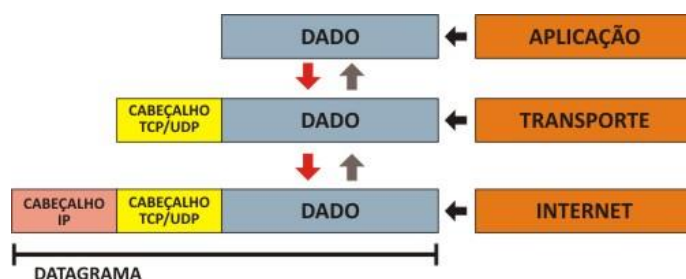 DADO
APLICAÇÃO
CABEÇALHO
TCP/UDP
DADO
TRANSPORTE
CABEÇALHO
IP
CABEÇALHO
TCP/UDP
DADO
INTERNET
DATAGRAMA